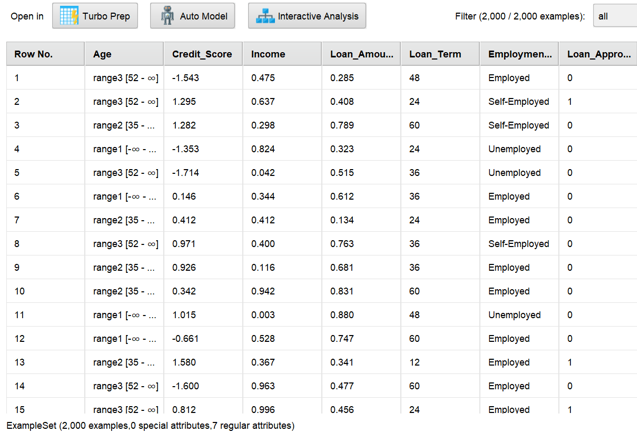 Open in Turbo Prep Auto Model Interactive Analysis Filter (2,000 / 2,000 examples): all
Row No. Age Credit_Score Income Loan_Amou... Loan_Term Employmen... Loan_Appro...
1 range3 [52 - ∞] -1.543 0.475 0.285 48 Employed 0
2 range3 [52 - ∞] 1.295 0.637 0.408 24 Self-Employed 1
3 range2 [35 - ... 1.282 0.298 0.789 60 Self-Employed 0
4 range1 [-∞ - ... -1.353 0.824 0.323 24 Unemployed 0
5 range3 [52 - ∞] -1.714 0.042 0.515 36 Unemployed 0
6 range1 [-∞ - ... 0.146 0.344 0.612 36 Employed 0
7 range2 [35 - ... 0.412 0.412 0.134 24 Employed 0
8 range3 [52 - ∞] 0.971 0.400 0.763 36 Self-Employed 0
9 range2 [35 - ... 0.926 0.116 0.681 36 Employed 0
10 range2 [35 - ... 0.342 0.942 0.831 60 Employed 0
11 range1 [-∞ - ... 1.015 0.003 0.880 48 Unemployed 0
12 range1 [-∞ - ... -0.661 0.528 0.747 60 Employed 0
13 range2 [35 - ... 1.580 0.367 0.341 12 Employed 1
14 range3 [52 - ∞] -1.600 0.963 0.477 60 Employed 0
15 range3 [52 - ∞] 0.812 0.996 0.456 24 Employed 1
ExampleSet (2,000 examples,0 special attributes,7 regular attributes)